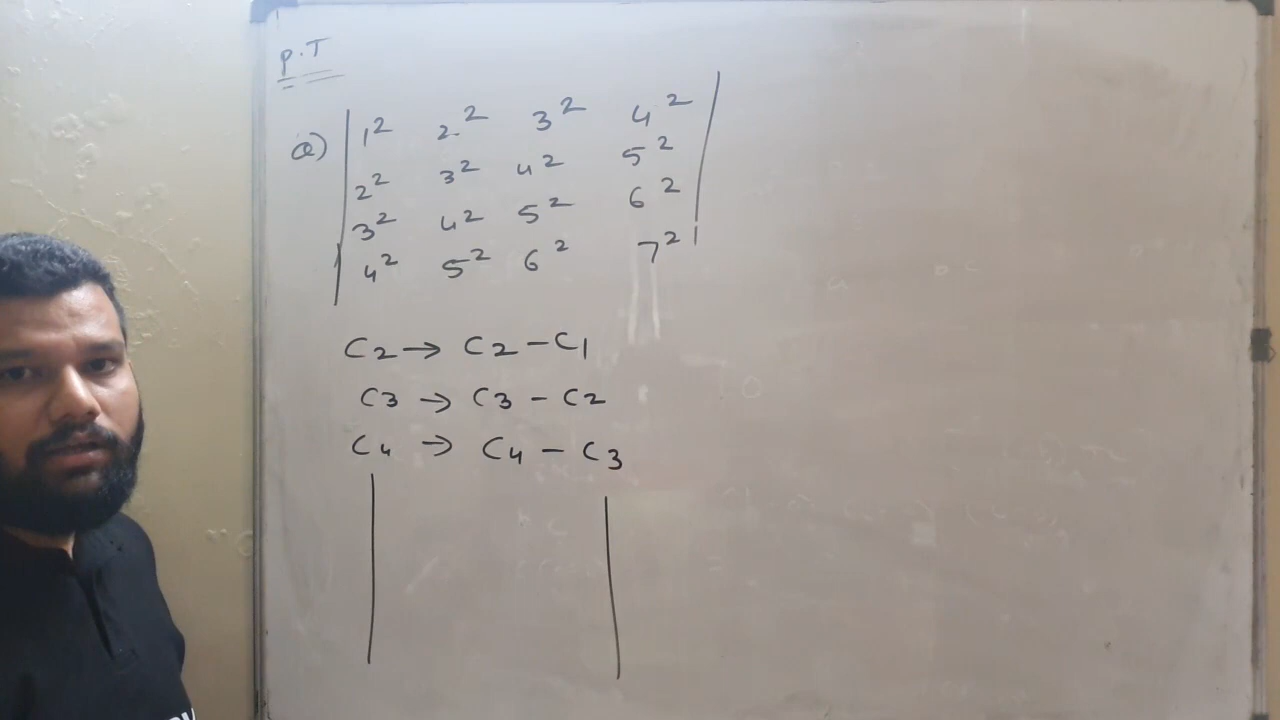 P.T
Q) 1² 2² 3² 4²
2² 3² 4² 5²
3² 4² 5² 6²
4² 5² 6² 7²
C2 → C2 - C1
C3 → C3 - C2
C4 → C4 - C3